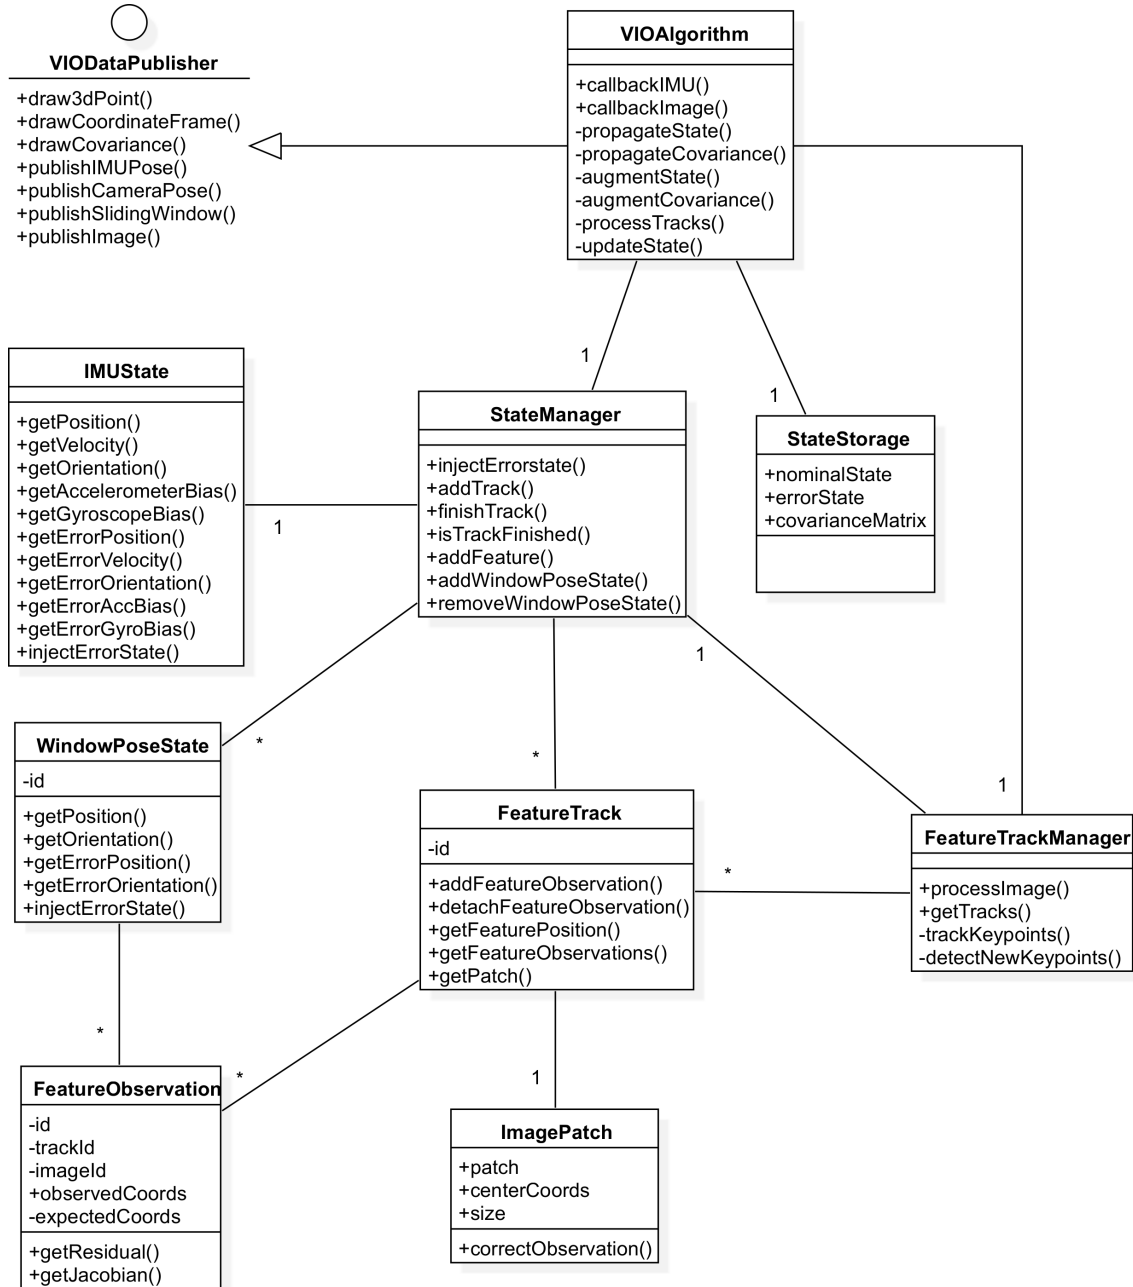 VIODataPublisher
+draw3dPoint()
+drawCoordinateFrame()
+drawCovariance()
+publishIMUPose()
+publishCameraPose()
+publishSlidingWindow()
+publishImage()
VIOAlgorithm
+callbackIMU()
+callbackImage()
-propagateState()
-propagateCovariance()
-augmentState()
-augmentCovariance()
-processTracks()
-updateState()
1
1
IMUState
+getPosition()
+getVelocity()
+getOrientation()
+getAccelerometerBias()
+getGyroscopeBias()
+getErrorPosition()
+getErrorVelocity()
+getErrorOrientation()
+getErrorAccBias()
+getErrorGyroBias()
+injectErrorState()
1
StateManager
+injectErrorstate()
+addTrack()
+finishTrack()
+isTrackFinished()
+addFeature()
+addWindowPoseState()
+removeWindowPoseState()
StateStorage
+nominalState
+errorState
+covarianceMatrix
1
*
*
1
WindowPoseState
-id
+getPosition()
+getOrientation()
+getErrorPosition()
+getErrorOrientation()
+injectErrorState()
FeatureTrack
-id
+addFeatureObservation()
+detachFeatureObservation()
+getFeaturePosition()
+getFeatureObservations()
+getPatch()
*
FeatureTrackManager
+processImage()
+getTracks()
-trackKeypoints()
-detectNewKeypoints()
*
*
1
FeatureObservation
-id
-trackId
-imageId
+observedCoords
-expectedCoords
+getResidual()
+getJacobian()
ImagePatch
+patch
+centerCoords
+size
+correctObservation()